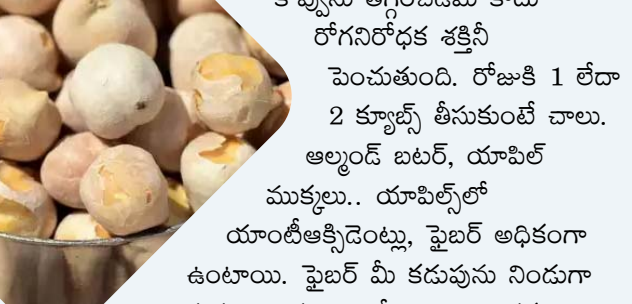 రోగనిరోధక శక్తినీ
పెంచుతుంది. రోజుకి 1 లేదా
2 క్యూబ్స్ తీసుకుంటే చాలు.
ఆల్మండ్ బటర్, యాపిల్
ముక్కలు.. యాపిల్స్‌లో
యాంటీఆక్సిడెంట్లు, ఫైబర్ అధికంగా
ఉంటాయి. ఫైబర్ మీ కడుపును నిండుగా